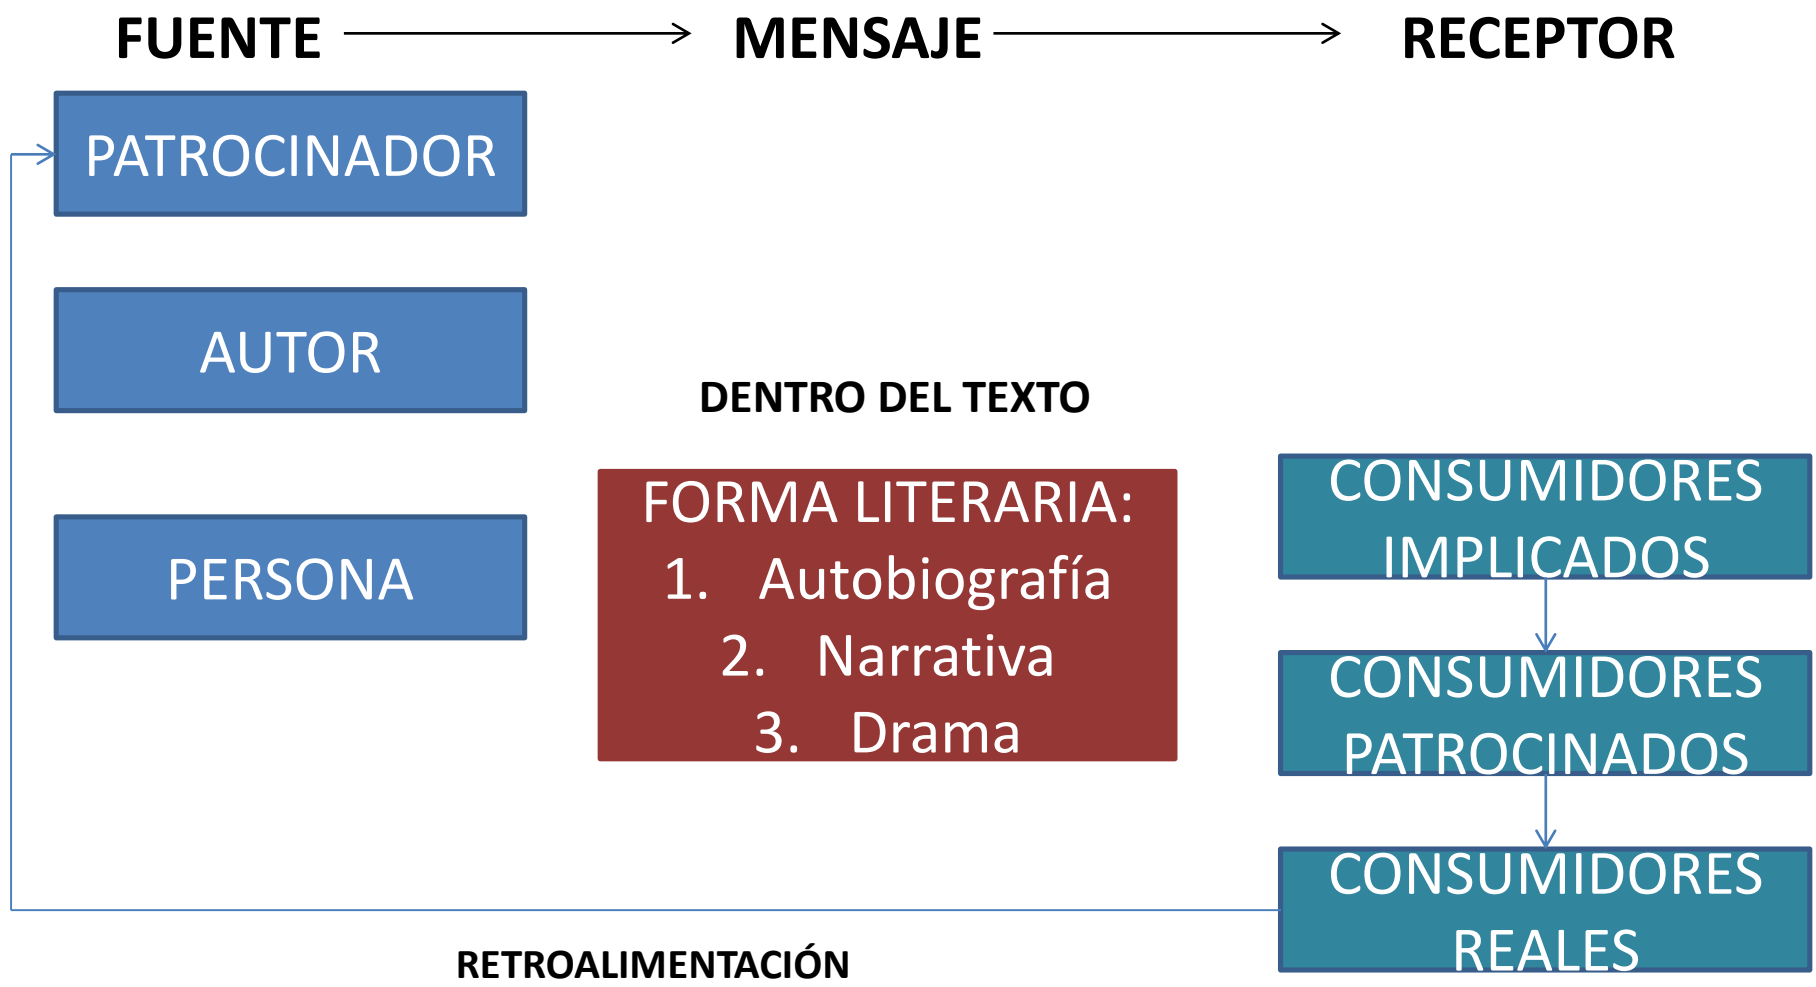 FUENTE
MENSAJE
RECEPTOR
PATROCINADOR
AUTOR
PERSONA
DENTRO DEL TEXTO
FORMA LITERARIA:
1. Autobiografía
2. Narrativa
3. Drama
CONSUMIDORES
IMPLICADOS
CONSUMIDORES
PATROCINADOS
CONSUMIDORES
REALES
RETROALIMENTACIÓN